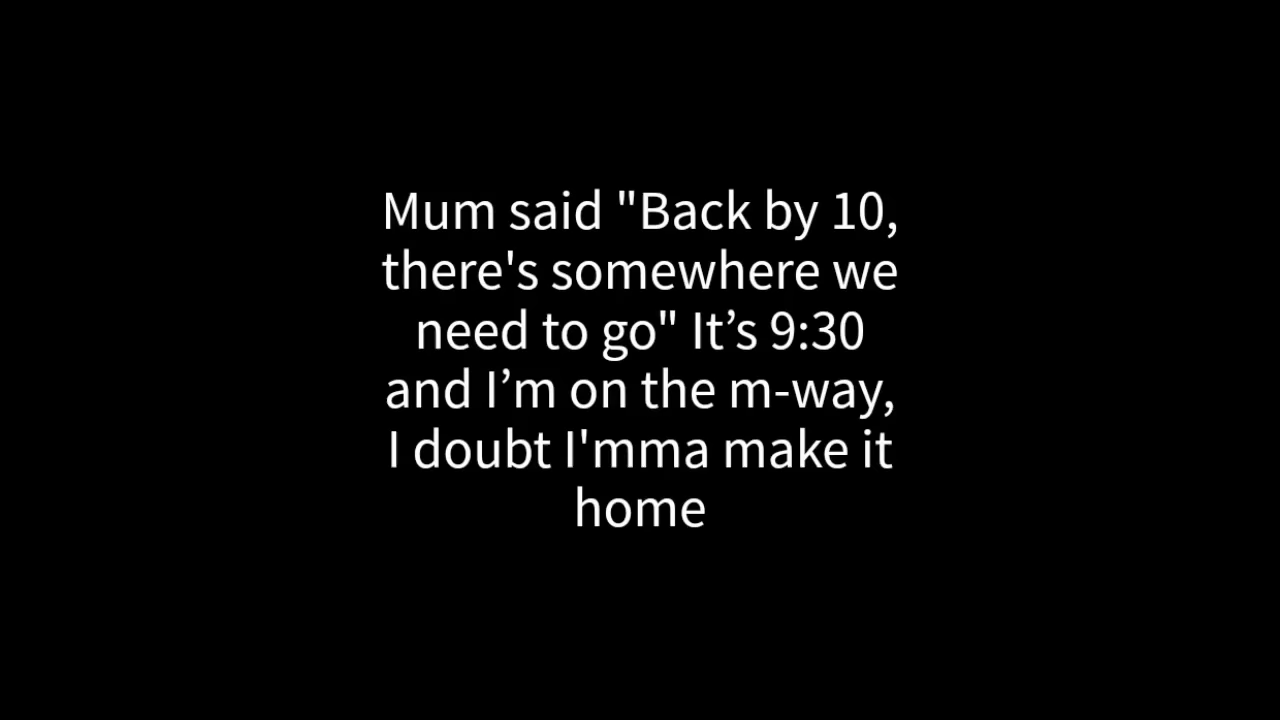 Mum said "Back by 10,
there's somewhere we
need to go" It’s 9:30
and I’m on the m-way,
I doubt I'mma make it
home